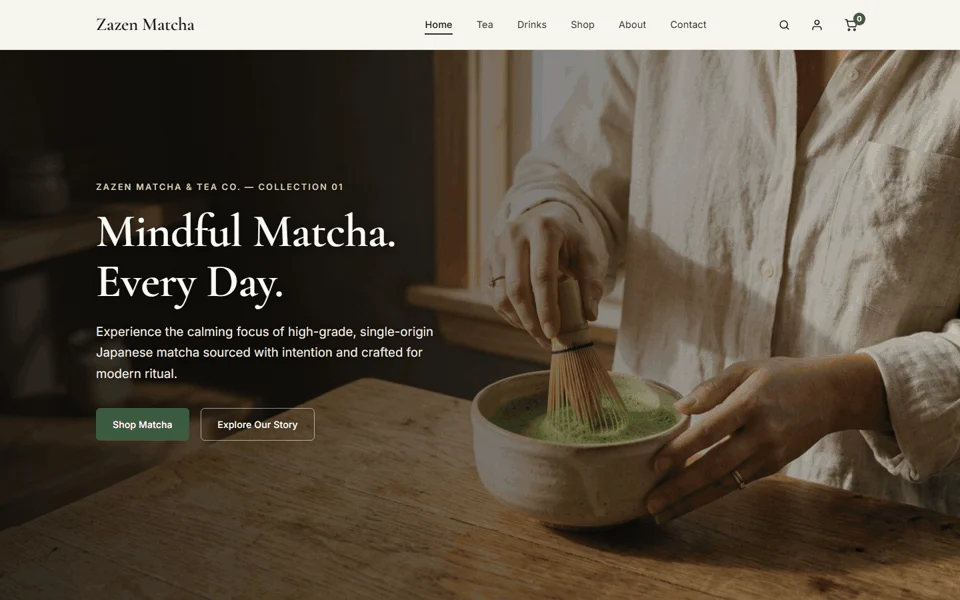 Zazen Matcha
Home
Tea
Drinks
Shop
About
Contact
0
ZAZEN MATCHA & TEA CO. — COLLECTION 01
Mindful Matcha.
Every Day.
Experience the calming focus of high-grade, single-origin
Japanese matcha sourced with intention and crafted for
modern ritual.
Shop Matcha
Explore Our Story